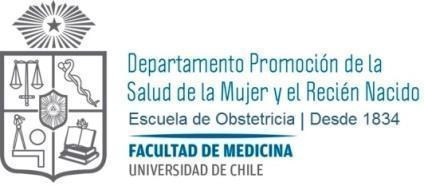 Departamento Promoción de la
Salud de la Mujer y el Recién Nacido
Escuela de Obstetricia | Desde 1834
FACULTAD DE MEDICINA
UNIVERSIDAD DE CHILE